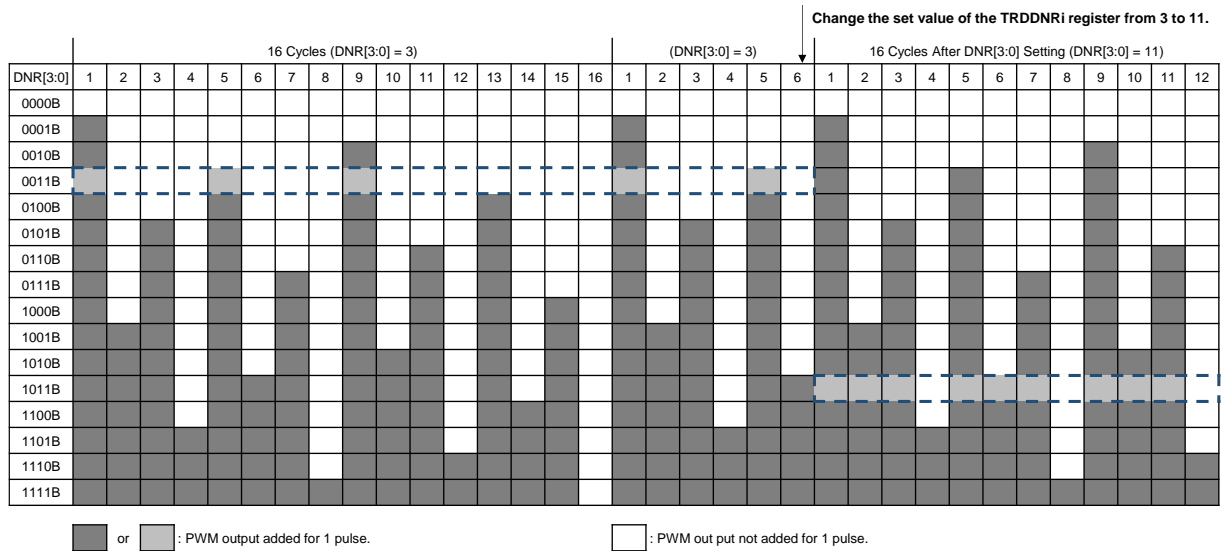 Change the set value of the TRDDNRi register from 3 to 11.
16 Cycles (DNR[3:0] = 3) (DNR[3:0] = 3) 16 Cycles After DNR[3:0] Setting (DNR[3:0] = 11)
DNR[3:0] 1 2 3 4 5 6 7 8 9 10 11 12 13 14 15 16 1 2 3 4 5 6 1 2 3 4 5 6 7 8 9 10 11 12
0000B
0001B
0010B
0011B
0100B
0101B
0110B
0111B
1000B
1001B
1010B
1011B
1100B
1101B
1110B
1111B
or : PWM output added for 1 pulse. : PWM out put not added for 1 pulse.